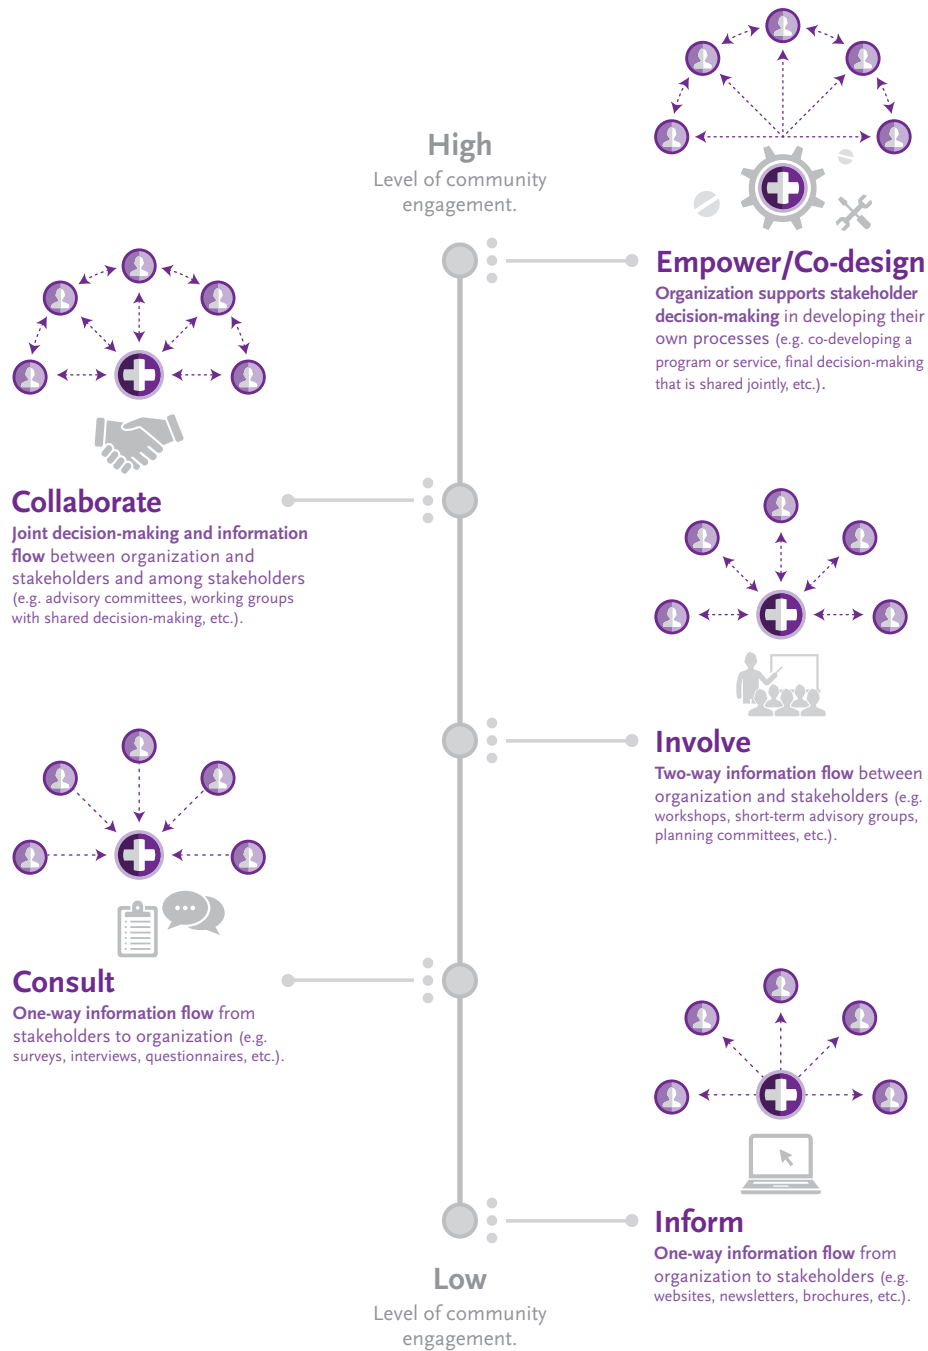 High
Level of community
engagement.
Empower/Co-design
Organization supports stakeholder
decision-making in developing their
own processes (e.g. co-developing a
program or service, final decision-making
that is shared jointly, etc.).
Collaborate
Joint decision-making and information
flow between organization and
stakeholders and among stakeholders
(e.g. advisory committees, working groups
with shared decision-making, etc.).
Involve
Two-way information flow between
organization and stakeholders (e.g.
workshops, short-term advisory groups,
planning committees, etc.).
Consult
One-way information flow from
stakeholders to organization (e.g.
surveys, interviews, questionnaires, etc.).
Inform
One-way information flow from
organization to stakeholders (e.g.
websites, newsletters, brochures, etc.).
Low
Level of community
engagement.